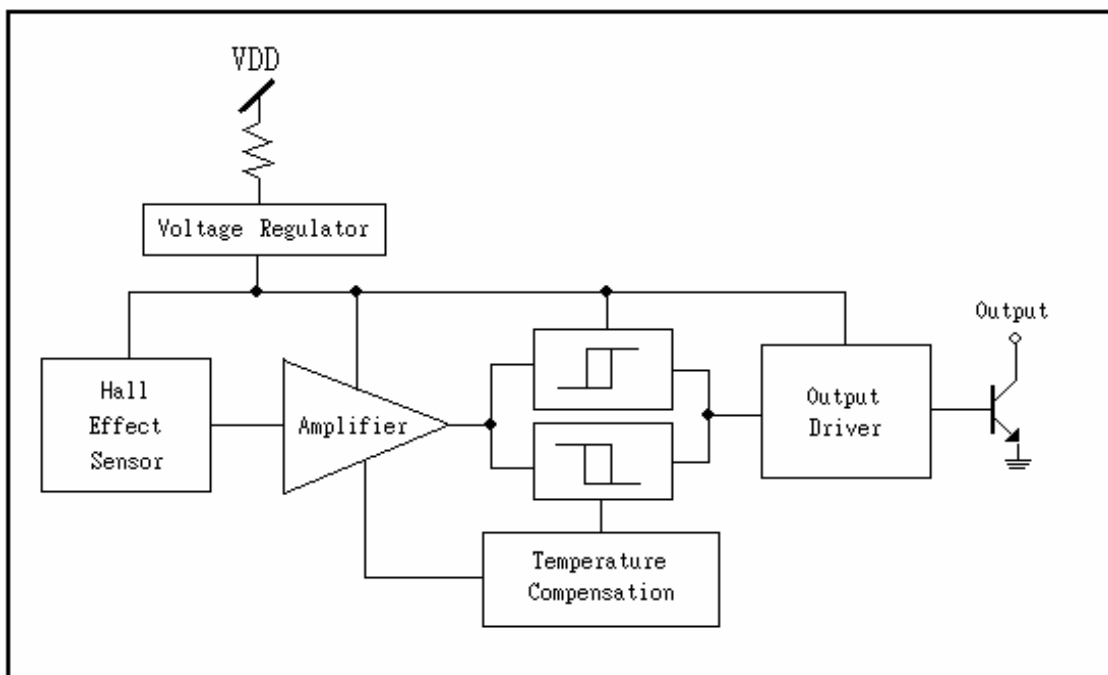 VDD
Voltage Regulator
Output
Hall
Effect
Sensor
Amplifier
Output
Driver
Temperature
Compensation